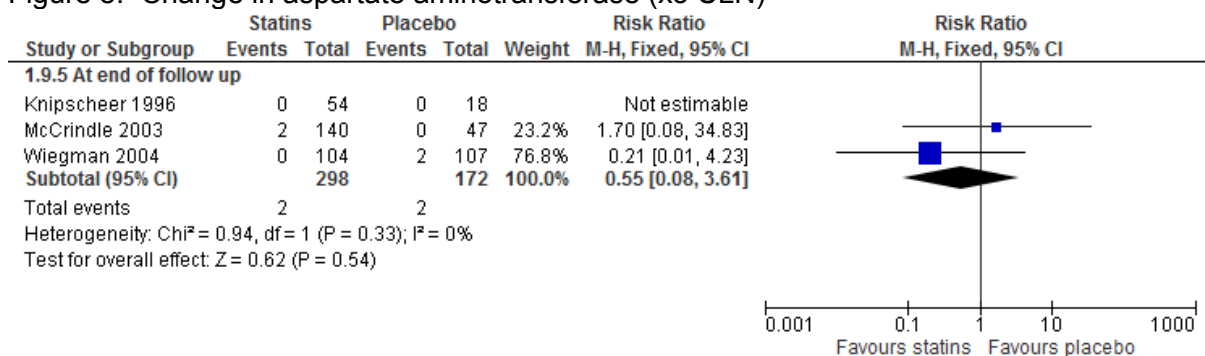 Figure 3: Change in aspartate aminotransferase (x3 ULN)
Statins Placebo Risk Ratio Risk Ratio
Study or Subgroup Events Total Events Total Weight M-H, Fixed, 95% CI M-H, Fixed, 95% CI
1.9.5 At end of follow up
Knipscheer 1996 0 54 0 18 Not estimable
McCrindle 2003 2 140 0 47 23.2% 1.70 [0.08, 34.83]
Wiegman 2004 0 104 2 107 76.8% 0.21 [0.01, 4.23]
Subtotal (95% CI) 298 172 100.0% 0.55 [0.08, 3.61]
Total events 2 2
Heterogeneity: Chi² = 0.94, df = 1 (P = 0.33); I² = 0%
Test for overall effect: Z = 0.62 (P = 0.54)
0.001 0.1 1 10 1000
Favours statins Favours placebo